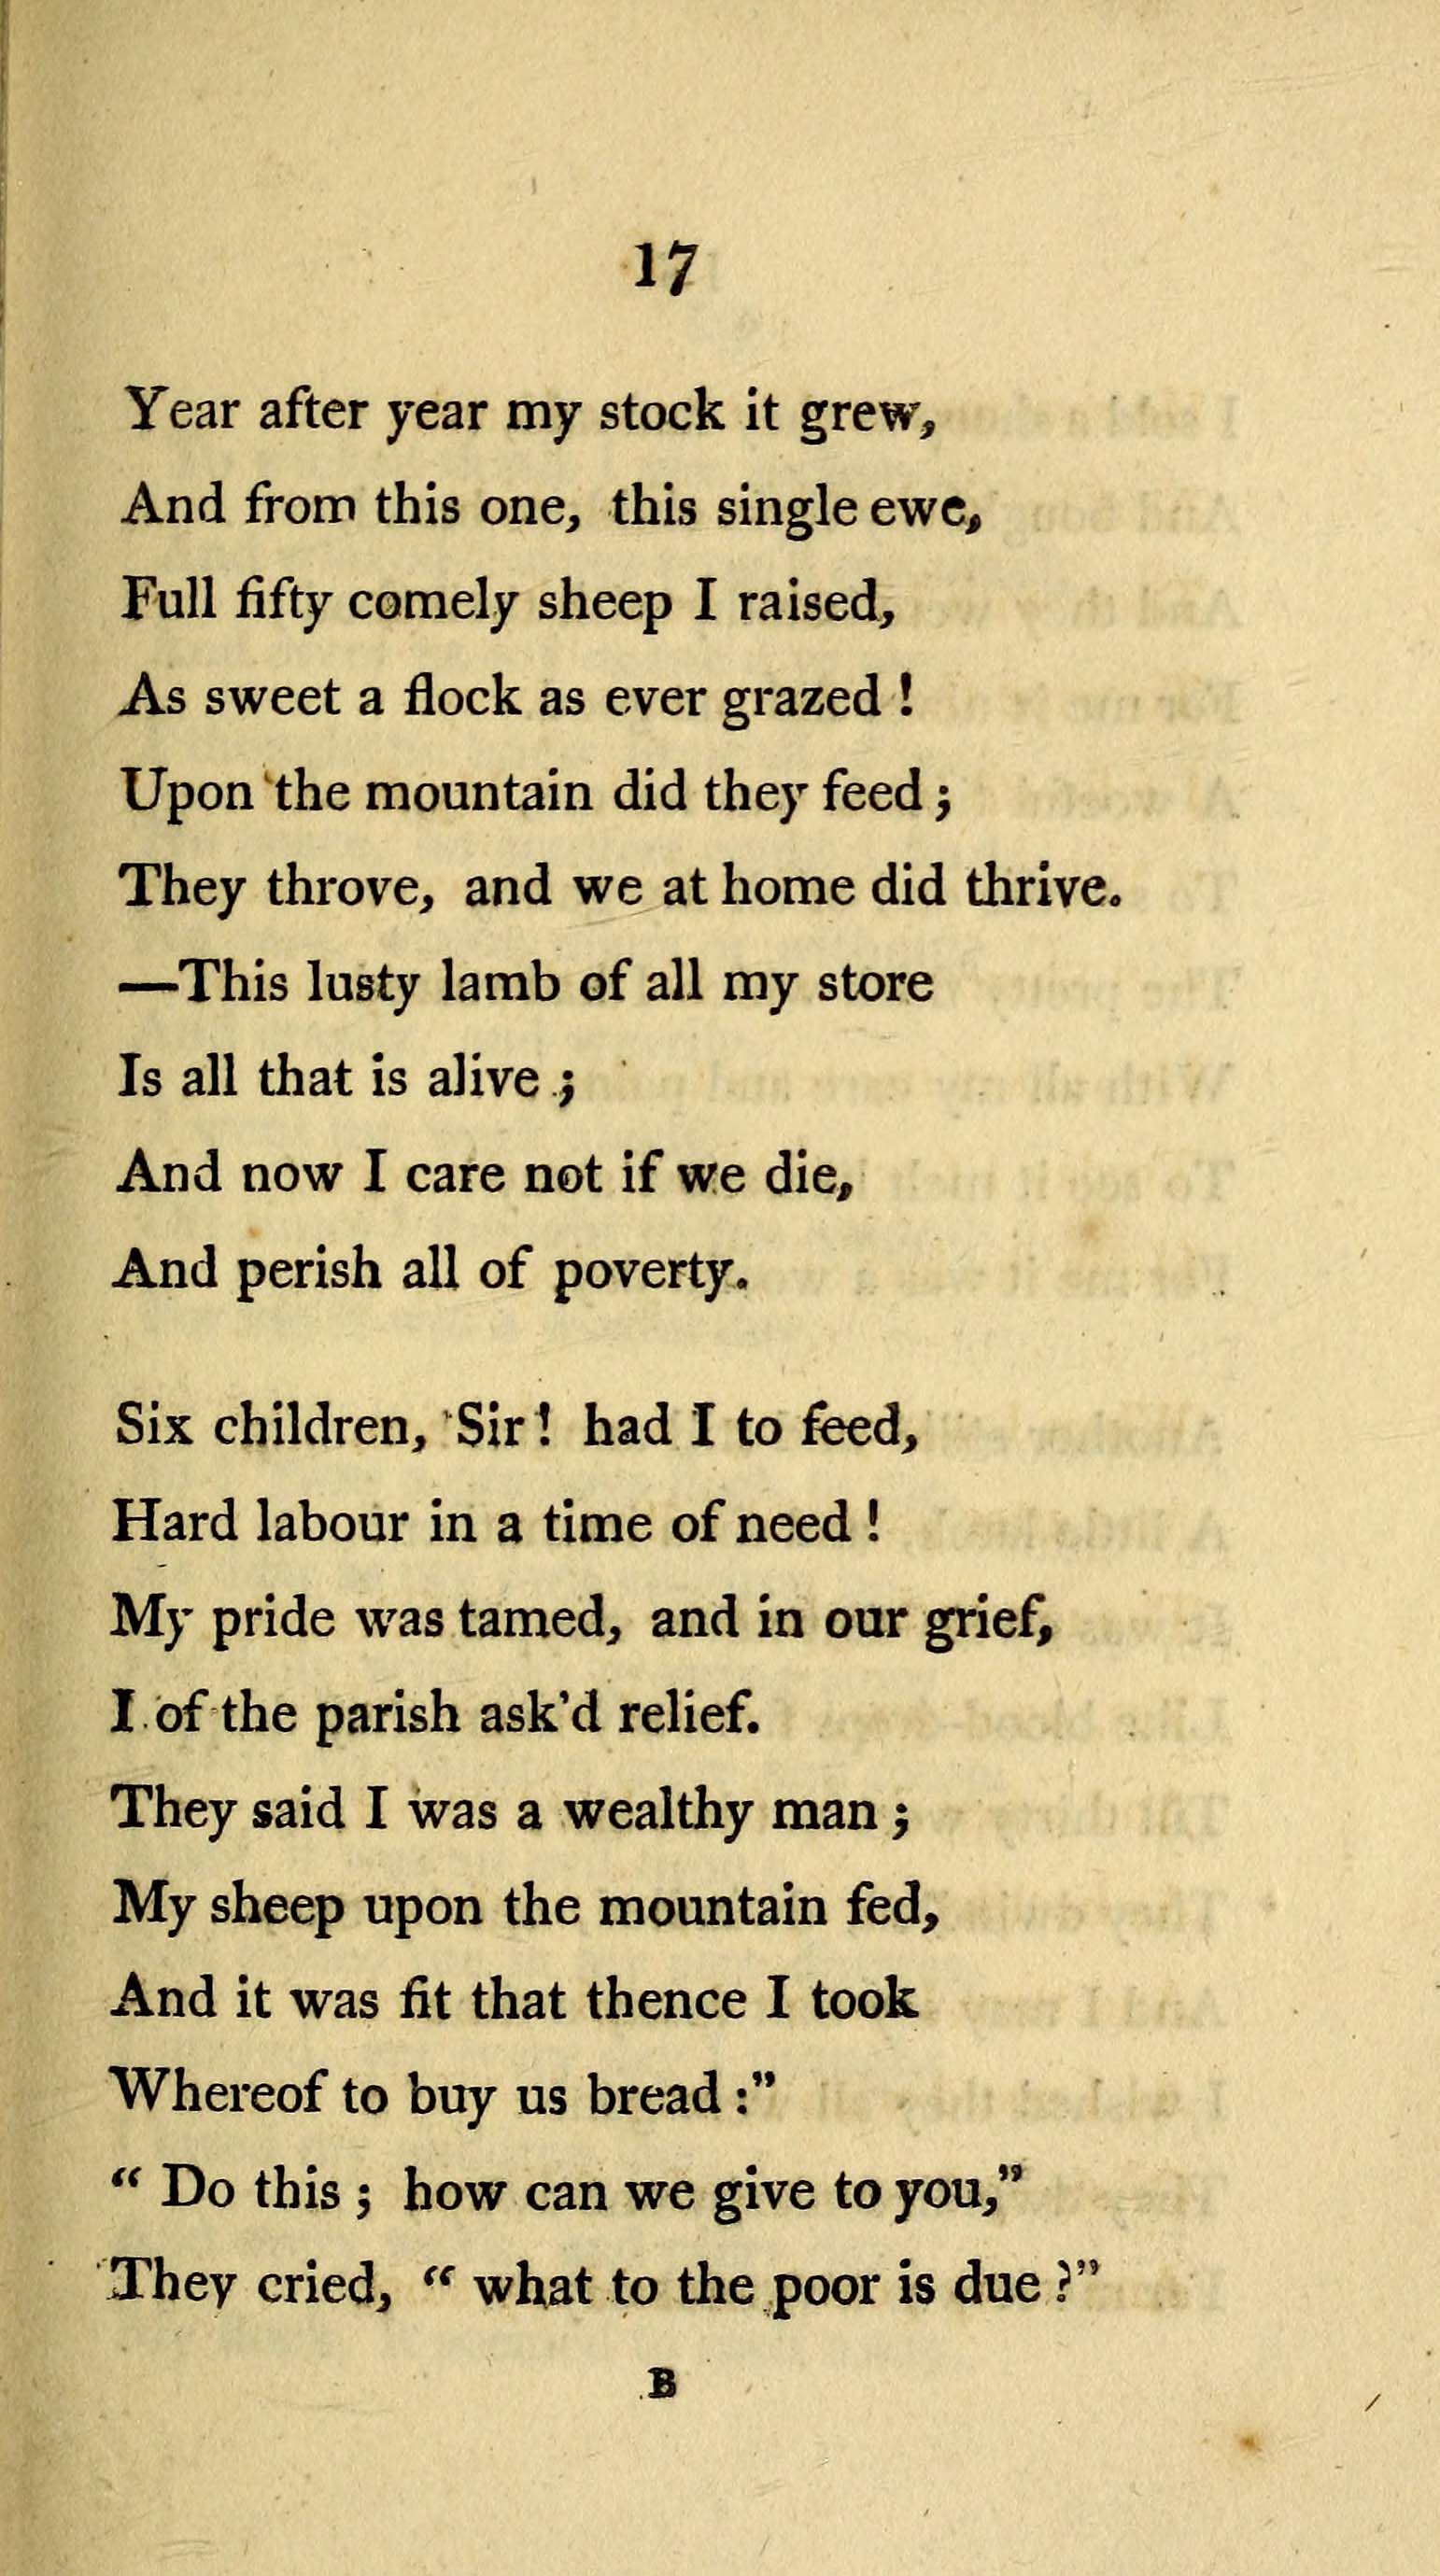 17
Year after year my stock it grew,
And from this one, this single ewe,
Full fifty comely sheep I raised,
As sweet a flock as ever grazed !
Upon the mountain did they feed ;
They throve, and we at home did thrive.
—This lusty lamb of all my store
Is all that is alive ;
And now I care not if we die,
And perish all of poverty.
Six children, Sir ! had I to feed,
Hard labour in a time of need !
My pride was tamed, and in our grief,
I of the parish ask'd relief.
They said I was a wealthy man ;
My sheep upon the mountain fed,
And it was fit that thence I took
Whereof to buy us bread :”
“ Do this ; how can we give to you,”
They cried, “ what to the poor is due ?”
B